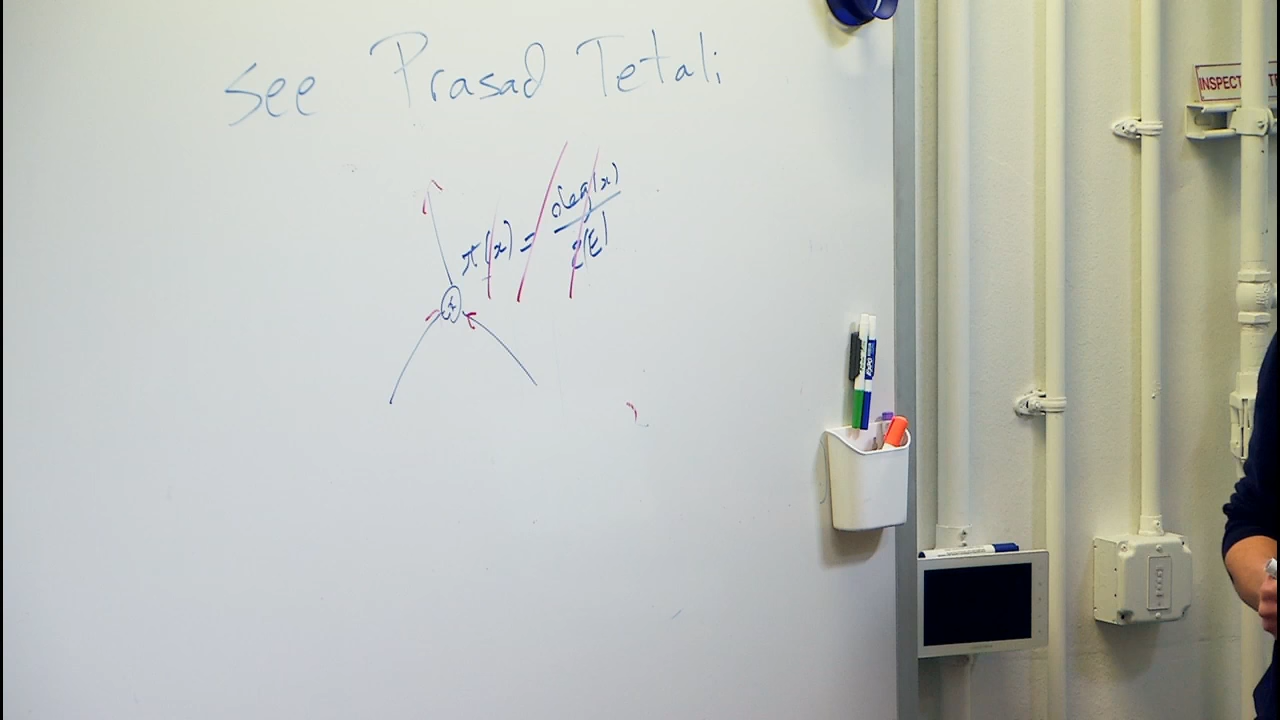 See Prasad Tetali
π(x) = deg(x) / 2|E|
x
INSPECT